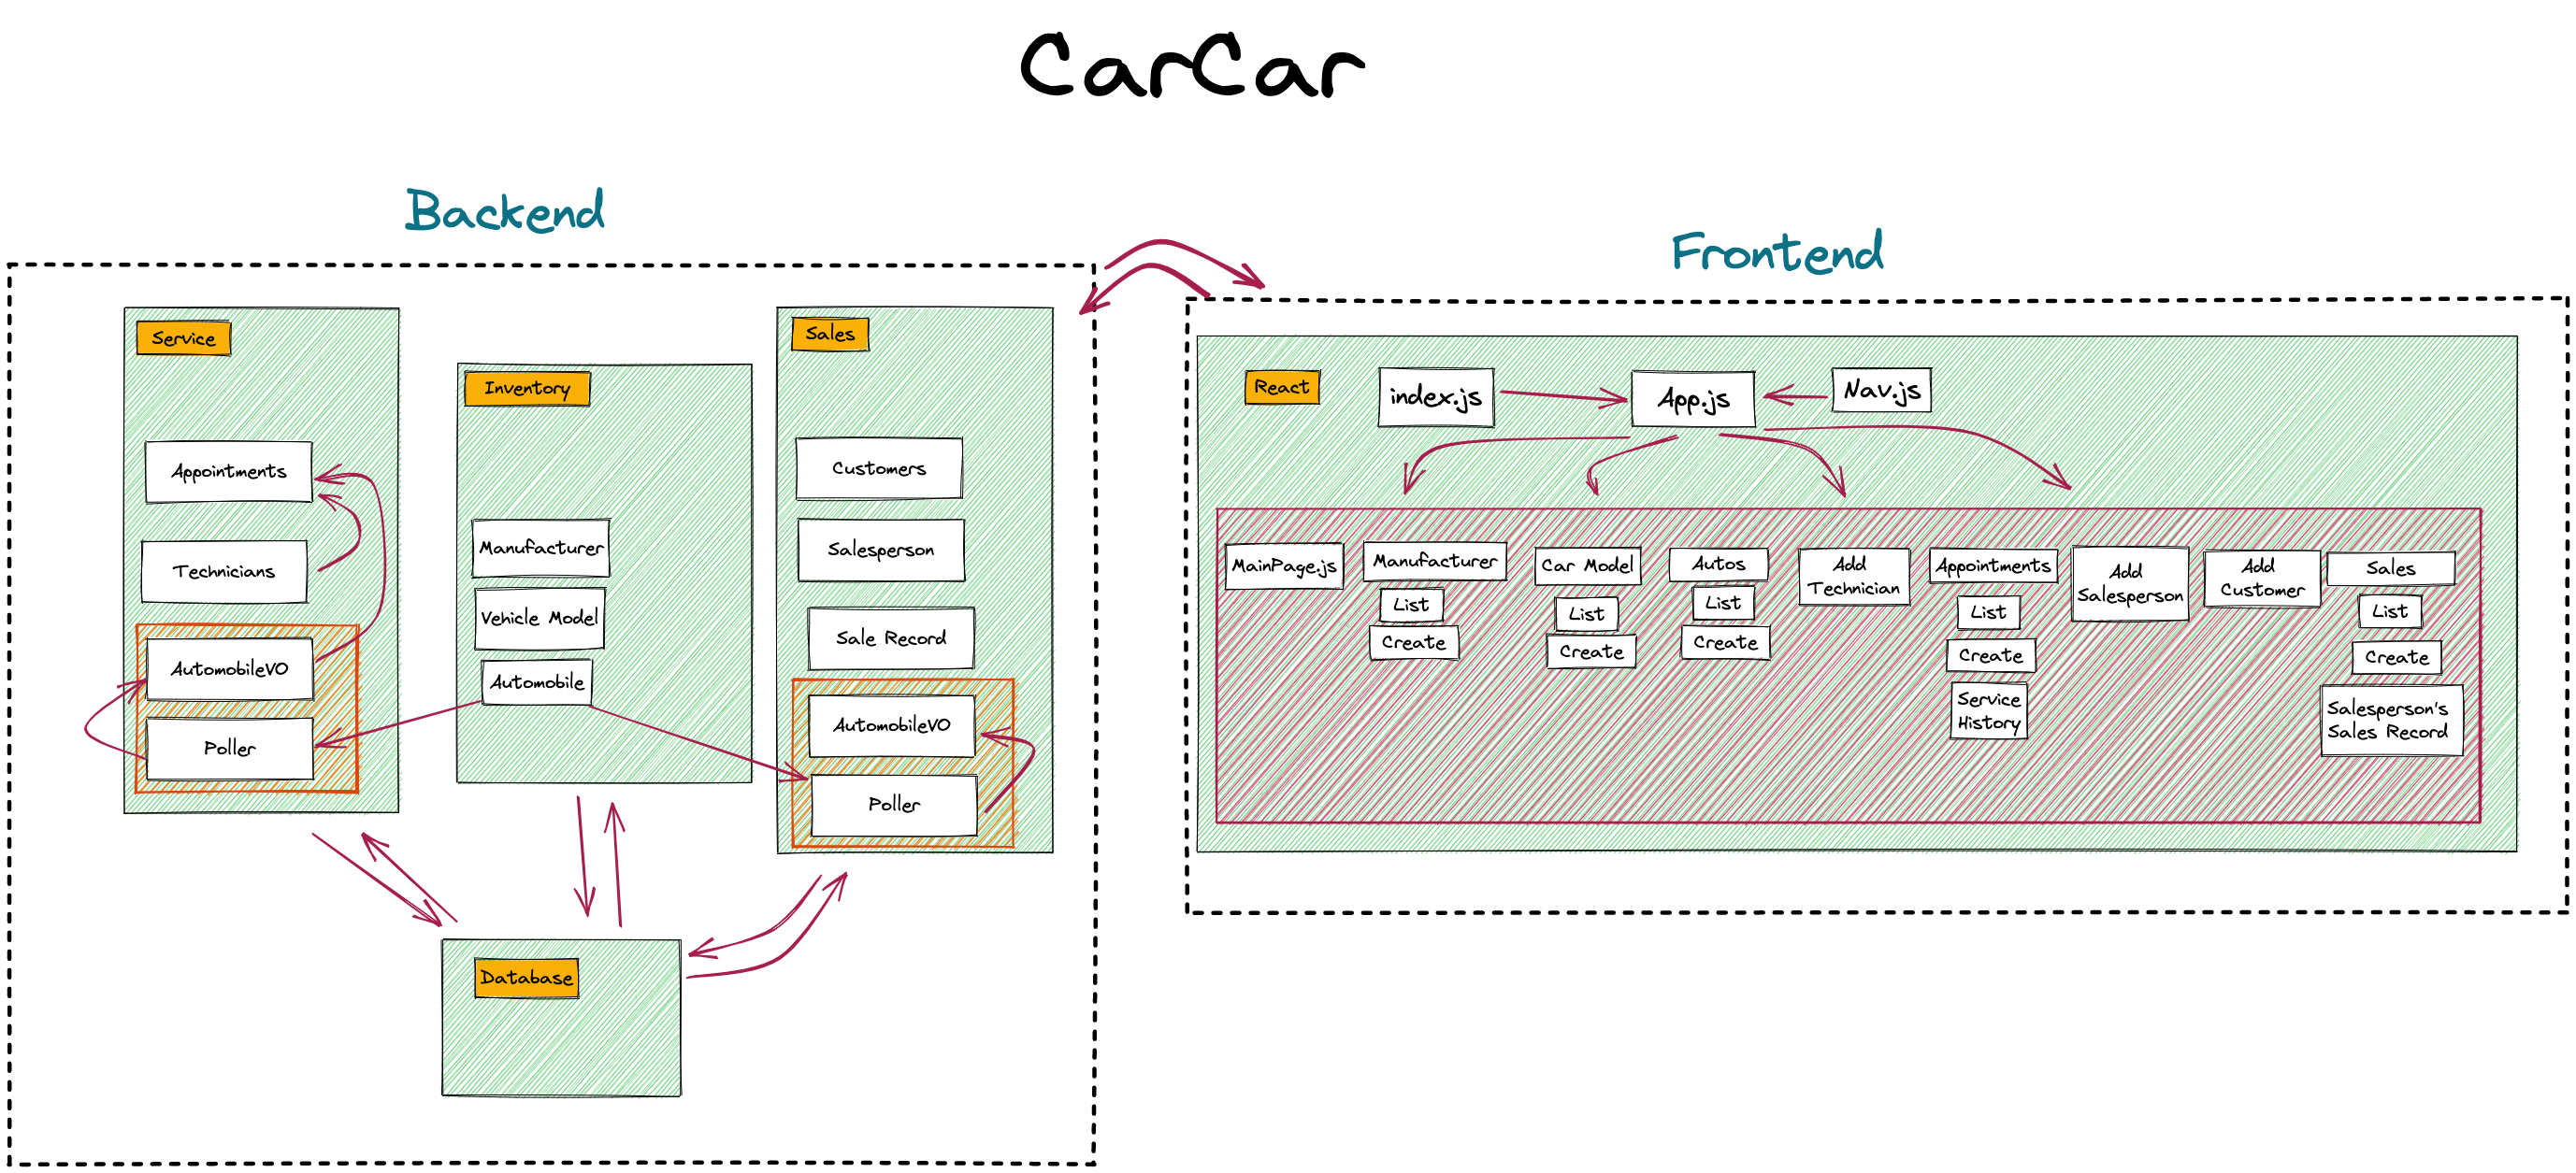 CarCar
Backend
Service
Appointments
Technicians
AutomobileVO
Poller
Inventory
Manufacturer
Vehicle Model
Automobile
Sales
Customers
Salesperson
Sale Record
AutomobileVO
Poller
Database
Frontend
React
index.js
App.js
Nav.js
MainPage.js
Manufacturer
List
Create
Car Model
List
Create
Autos
List
Create
Add
Technician
Appointments
List
Create
Service
History
Add
Salesperson
Add
Customer
Sales
List
Create
Salesperson's
Sales Record